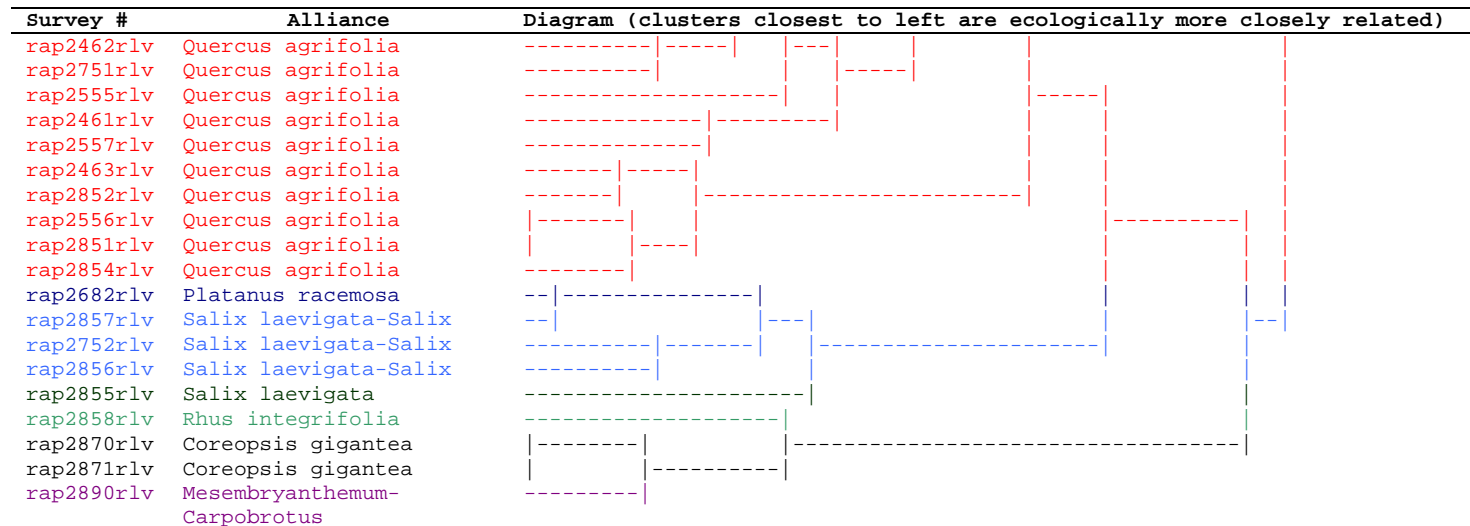 Survey # Alliance Diagram (clusters closest to left are ecologically more closely related)
rap2462rlv Quercus agrifolia
rap2751rlv Quercus agrifolia
rap2555rlv Quercus agrifolia
rap2461rlv Quercus agrifolia
rap2557rlv Quercus agrifolia
rap2463rlv Quercus agrifolia
rap2852rlv Quercus agrifolia
rap2556rlv Quercus agrifolia
rap2851rlv Quercus agrifolia
rap2854rlv Quercus agrifolia
rap2682rlv Platanus racemosa
rap2857rlv Salix laevigata-Salix
rap2752rlv Salix laevigata-Salix
rap2856rlv Salix laevigata-Salix
rap2855rlv Salix laevigata
rap2858rlv Rhus integrifolia
rap2870rlv Coreopsis gigantea
rap2871rlv Coreopsis gigantea
rap2890rlv Mesembryanthemum-
Carpobrotus